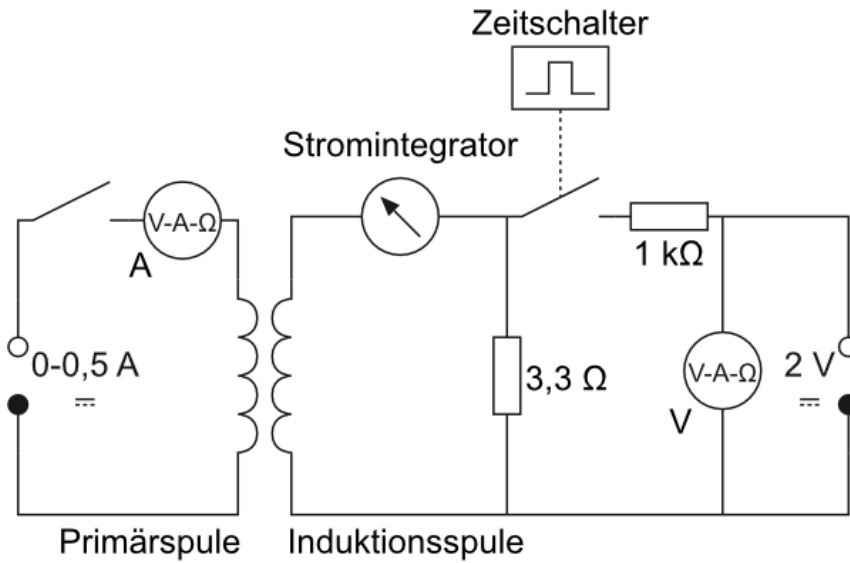 Zeitschalter
Stromintegrator
V-A-Ω
A
1 kΩ
0-0,5 A
3,3 Ω
V-A-Ω
2 V
V
Primärspule
Induktionsspule